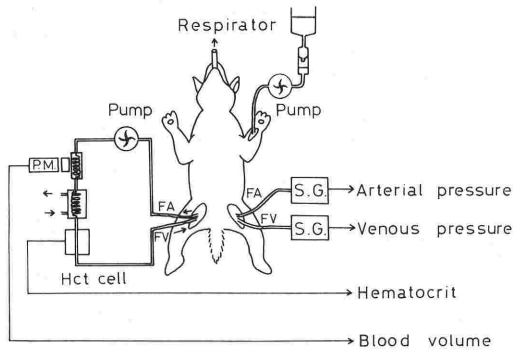 Respirator
Pump
Pump
P.M.
FA
FA
S.G.
Arterial pressure
FV
FV
S.G.
Venous pressure
Hct cell
Hematocrit
Blood volume